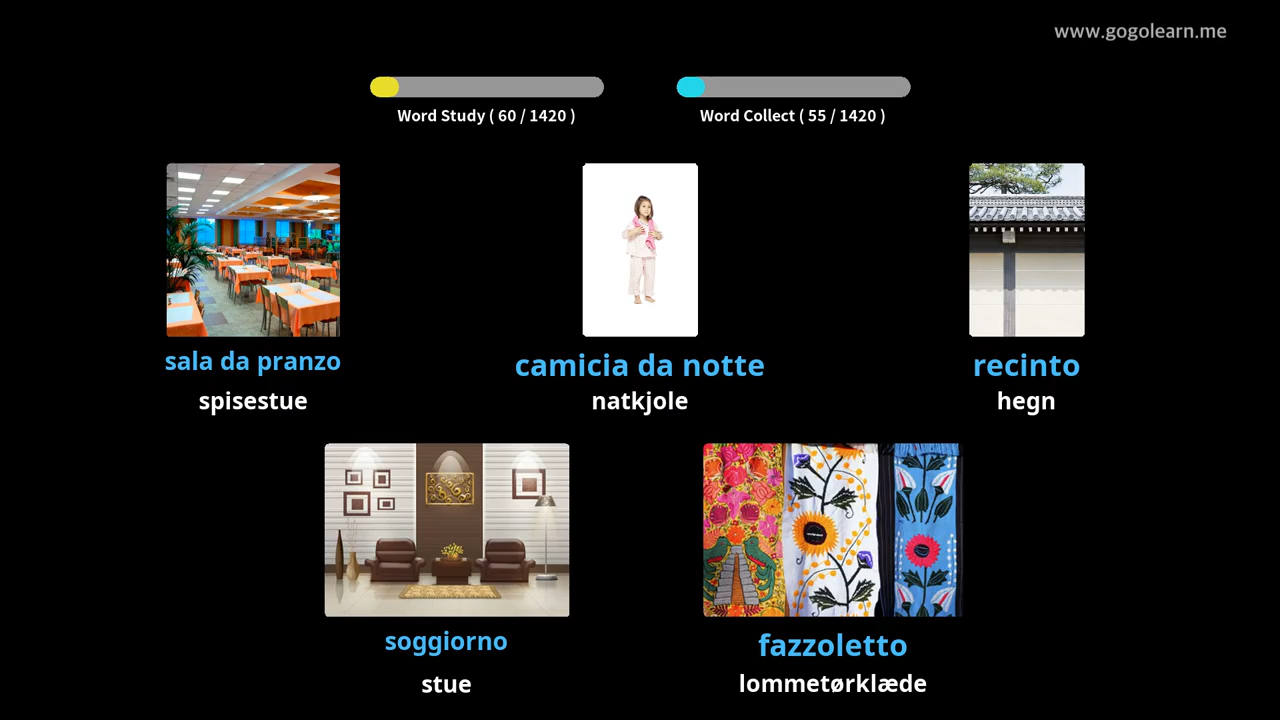 www.gogolearn.me
Word Study ( 60 / 1420 )
Word Collect ( 55 / 1420 )
sala da pranzo
spisestue
camicia da notte
natkjole
recinto
hegn
soggiorno
stue
fazzoletto
lommetørklæde